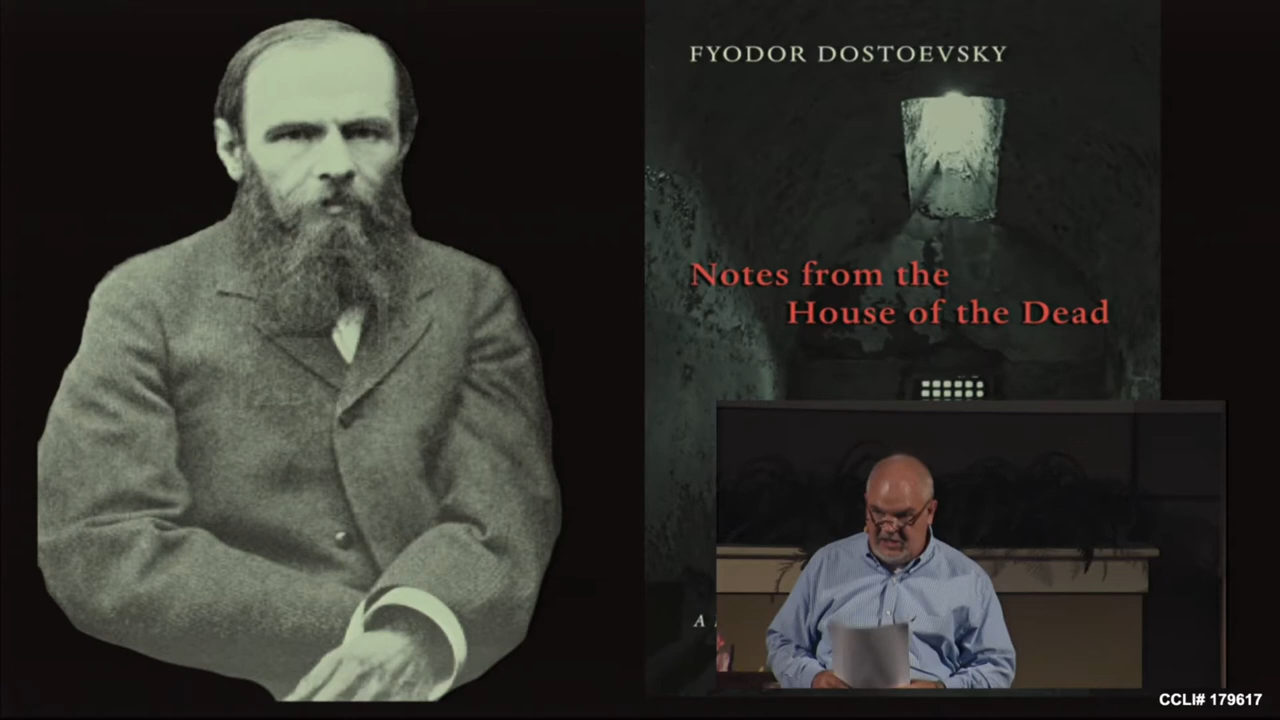 FYODOR DOSTOEVSKY
Notes from the
House of the Dead
A
CCLI# 179617